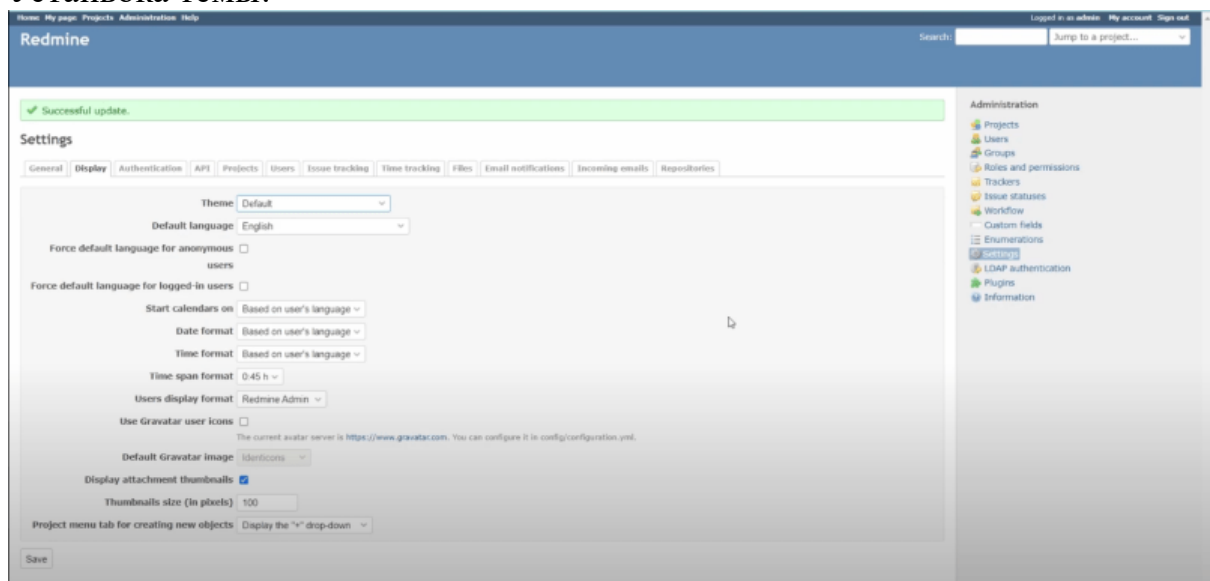 Home My page Projects Administration Help
Logged in as admin My account Sign out
Redmine
Search:
Jump to a project...
Successful update.
Settings
General Display Authentication API Projects Users Issue tracking Time tracking Files Email notifications Incoming emails Repositories
Theme Default
Default language English
Force default language for anonymous
users
Force default language for logged-in users
Start calendars on Based on user's language
Date format Based on user's language
Time format Based on user's language
Time span format 0:45 h
Users display format Redmine Admin
Use Gravatar user icons
The current avatar server is https://www.gravatar.com. You can configure it in config/configuration.yml.
Default Gravatar image Identicons
Display attachment thumbnails
Thumbnails size (in pixels) 100
Project menu tab for creating new objects Display the "+" drop-down
Save
Administration
Projects
Users
Groups
Roles and permissions
Trackers
Issue statuses
Workflow
Custom fields
Enumerations
Settings
LDAP authentication
Plugins
Information